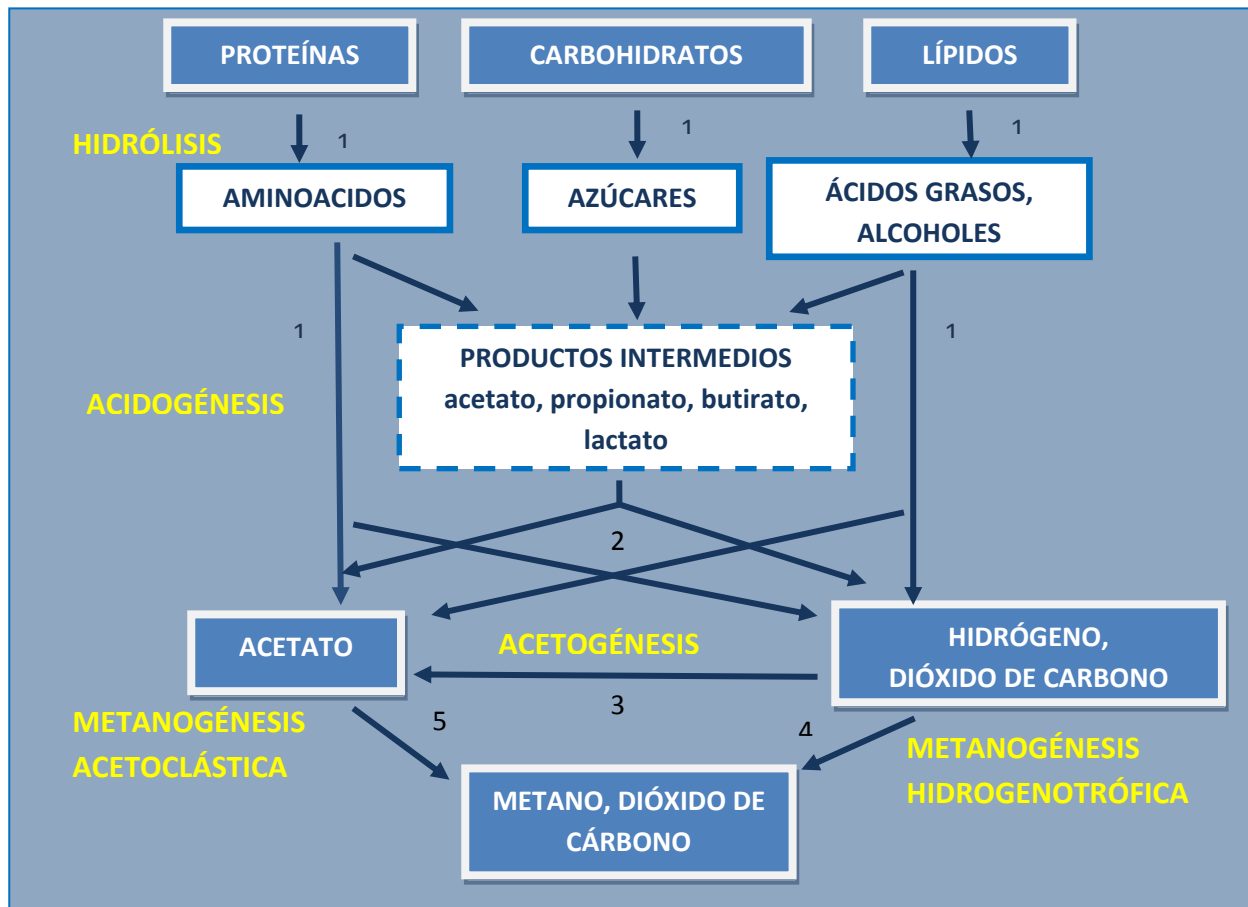 PROTEÍNAS
CARBOHIDRATOS
LÍPIDOS
HIDRÓLISIS
1
1
1
AMINOACIDOS
AZÚCARES
ÁCIDOS GRASOS,
ALCOHOLES
1
1
PRODUCTOS INTERMEDIOS
acetato, propionato, butirato,
lactato
ACIDOGÉNESIS
2
ACETATO
ACETOGÉNESIS
HIDRÓGENO,
DIÓXIDO DE CARBONO
3
METANOGÉNESIS
ACETOCLÁSTICA
5
4
METANOGÉNESIS
HIDROGENOTRÓFICA
METANO, DIÓXIDO DE
CÁRBONO